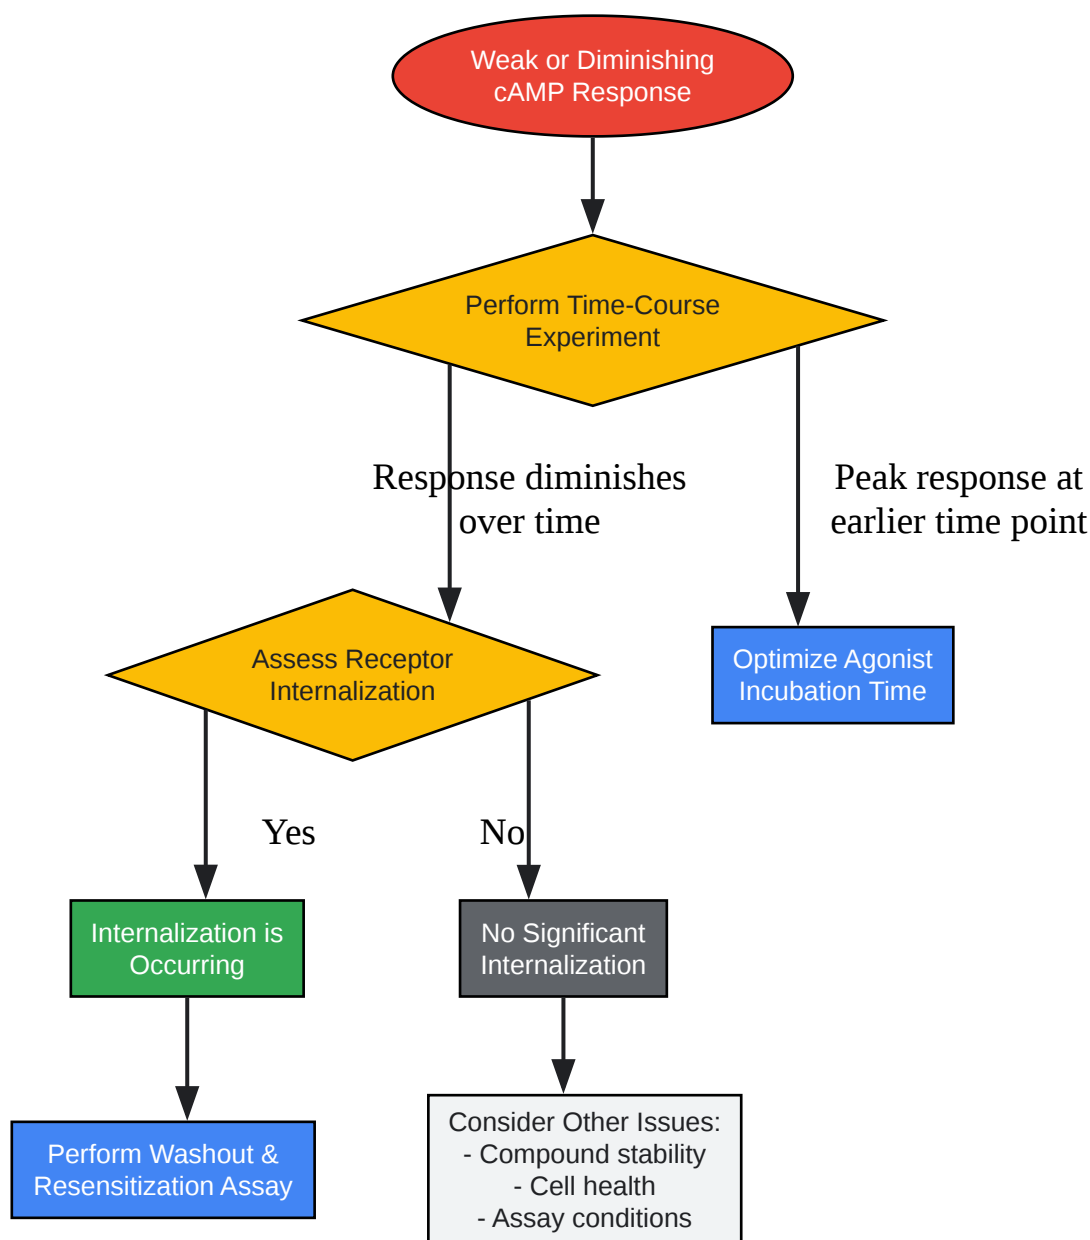 Weak or Diminishing
cAMP Response
Perform Time-Course
Experiment
Response diminishes
over time
Peak response at
earlier time point
Assess Receptor
Internalization
Optimize Agonist
Incubation Time
Yes
No
Internalization is
Occurring
No Significant
Internalization
Perform Washout &
Resensitization Assay
Consider Other Issues:
- Compound stability
- Cell health
- Assay conditions